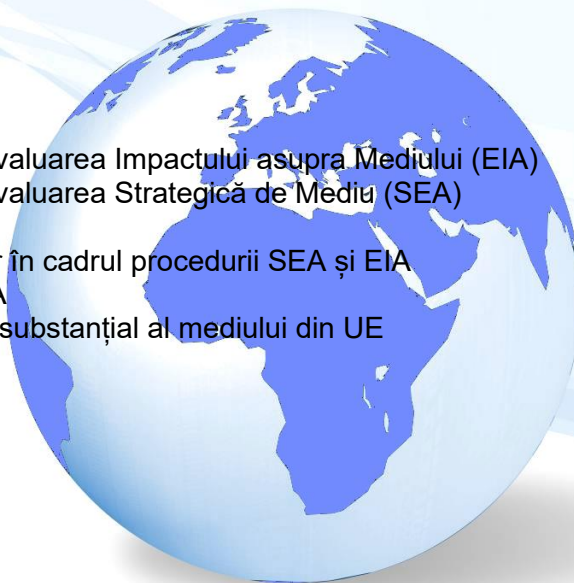 valuarea Impactului asupra Mediului (EIA)
valuarea Strategică de Mediu (SEA)
în cadrul procedurii SEA și EIA
substanțial al mediului din UE